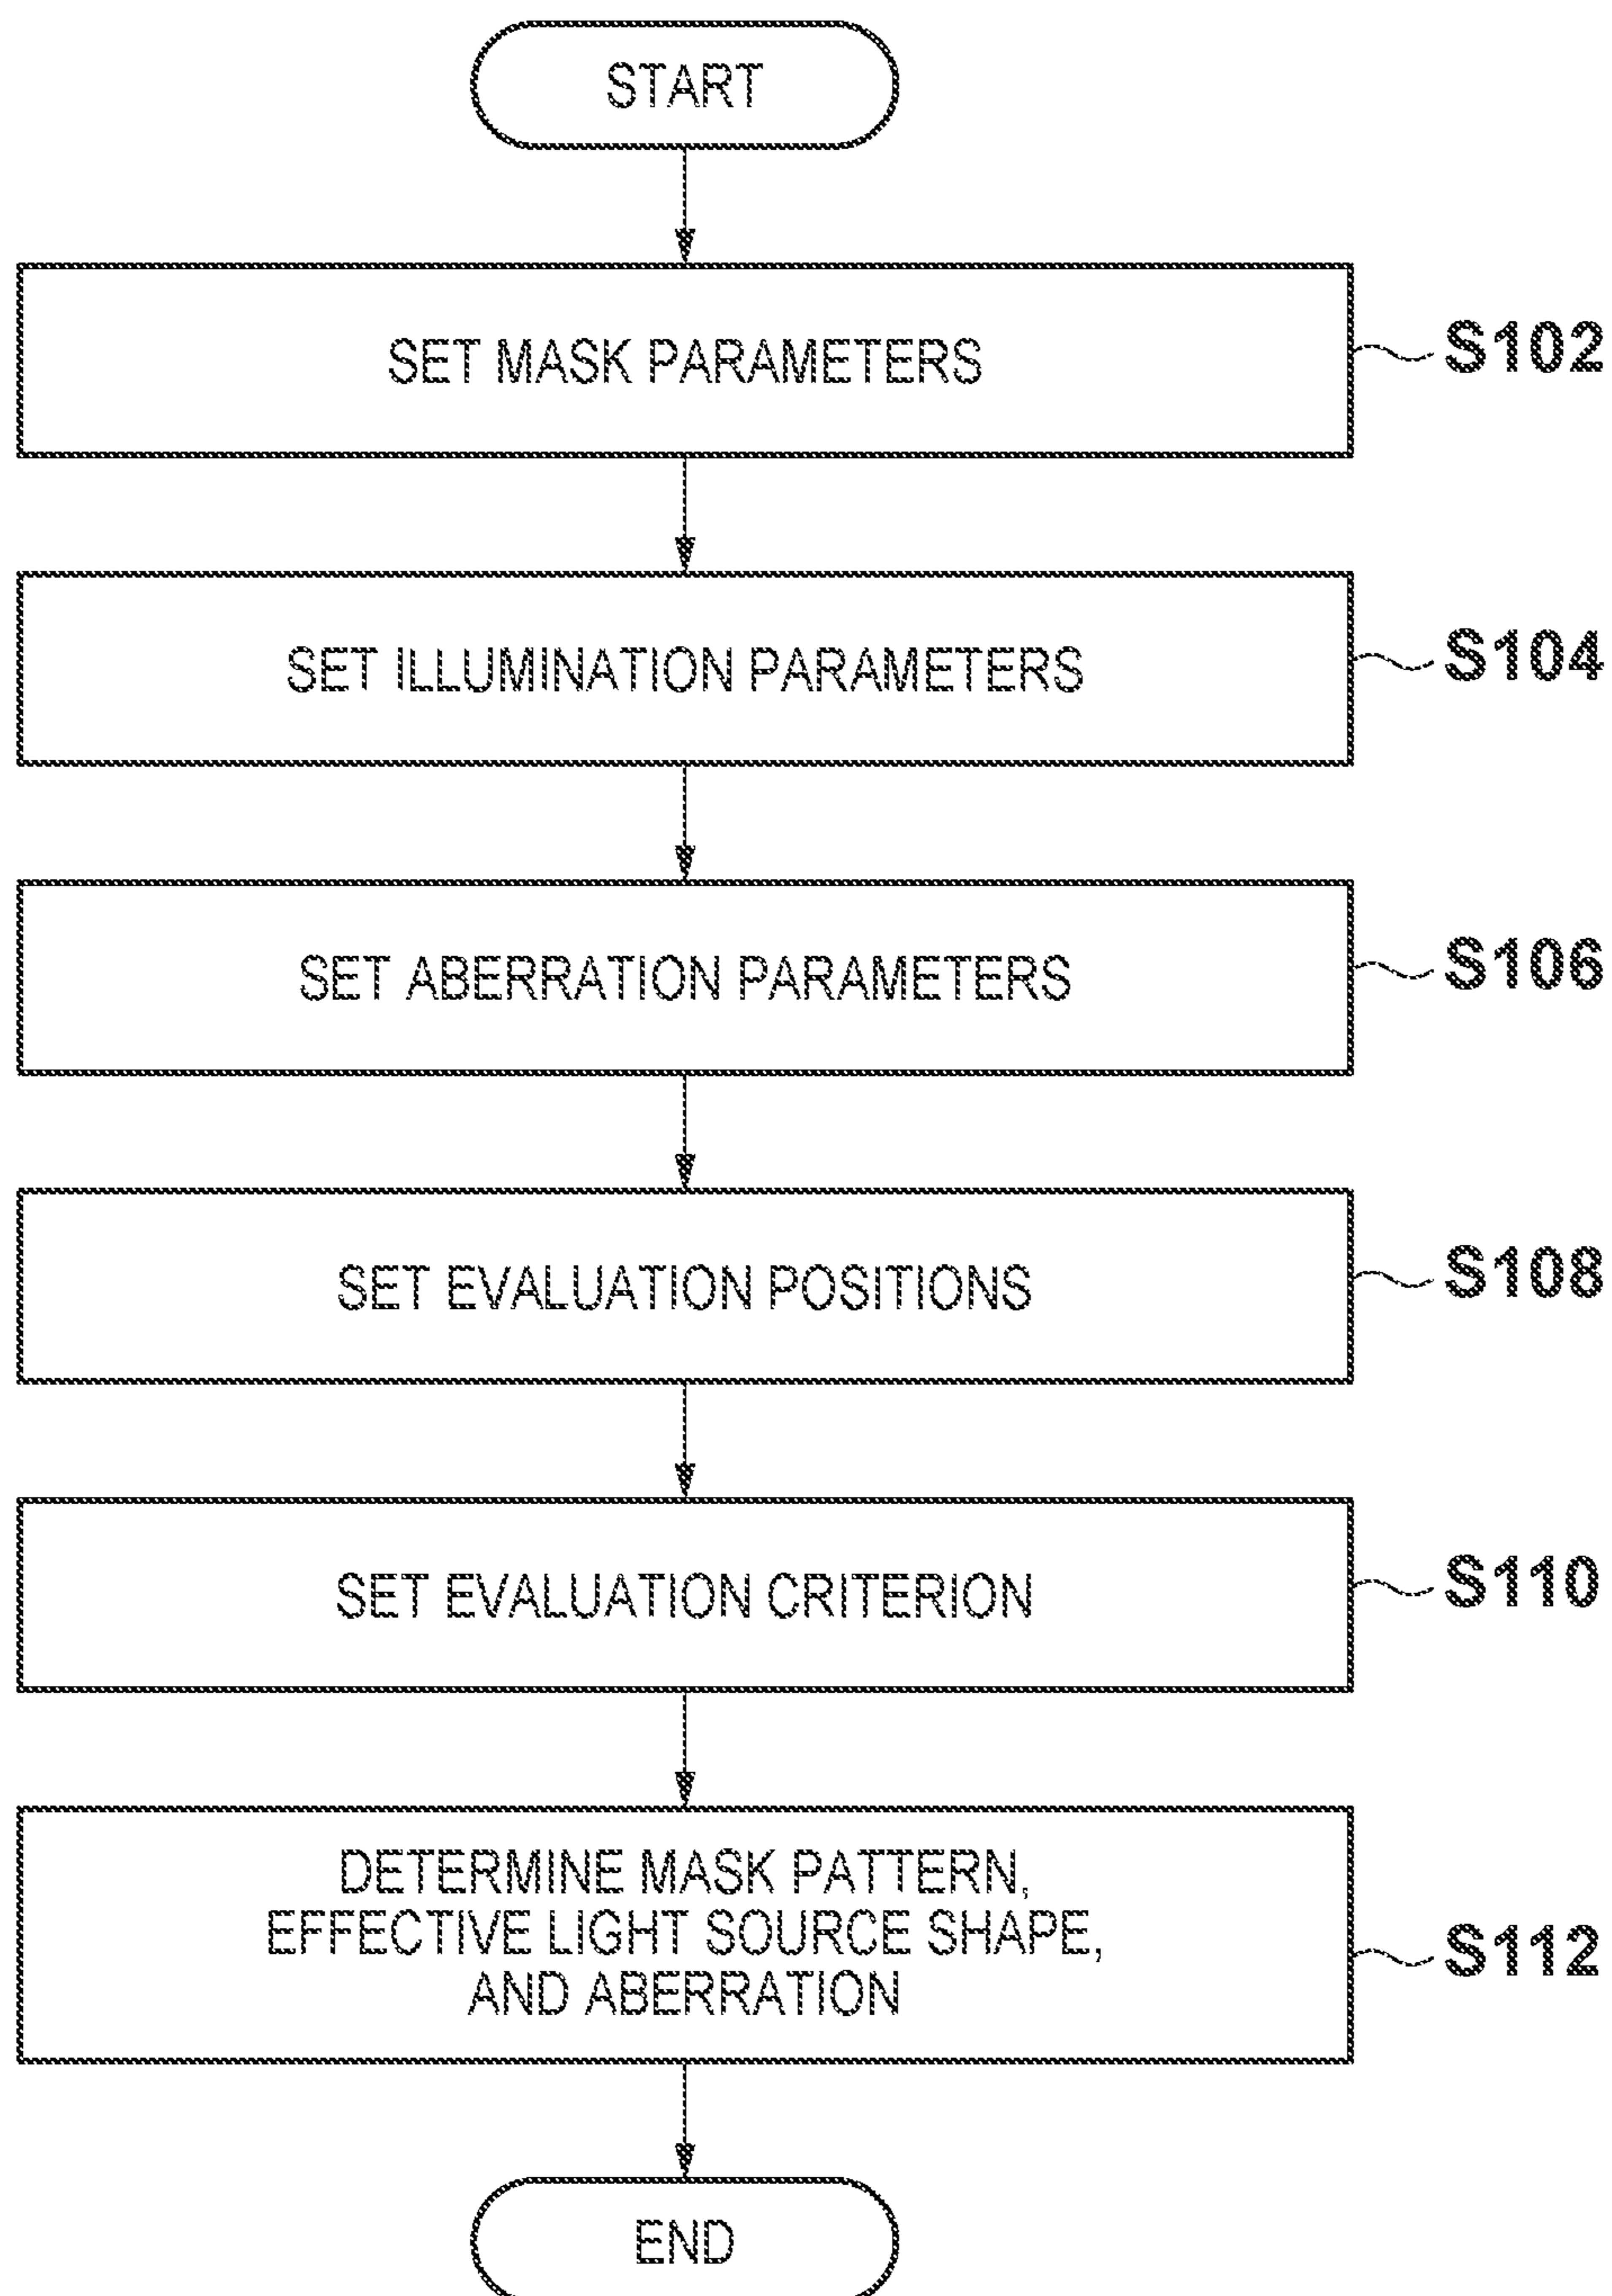 START
SET MASK PARAMETERS
S102
SET ILLUMINATION PARAMETERS
S104
SET ABERRATION PARAMETERS
S106
SET EVALUATION POSITIONS
S108
SET EVALUATION CRITERION
S110
DETERMINE MASK PATTERN,
EFFECTIVE LIGHT SOURCE SHAPE,
AND ABERRATION
S112
END